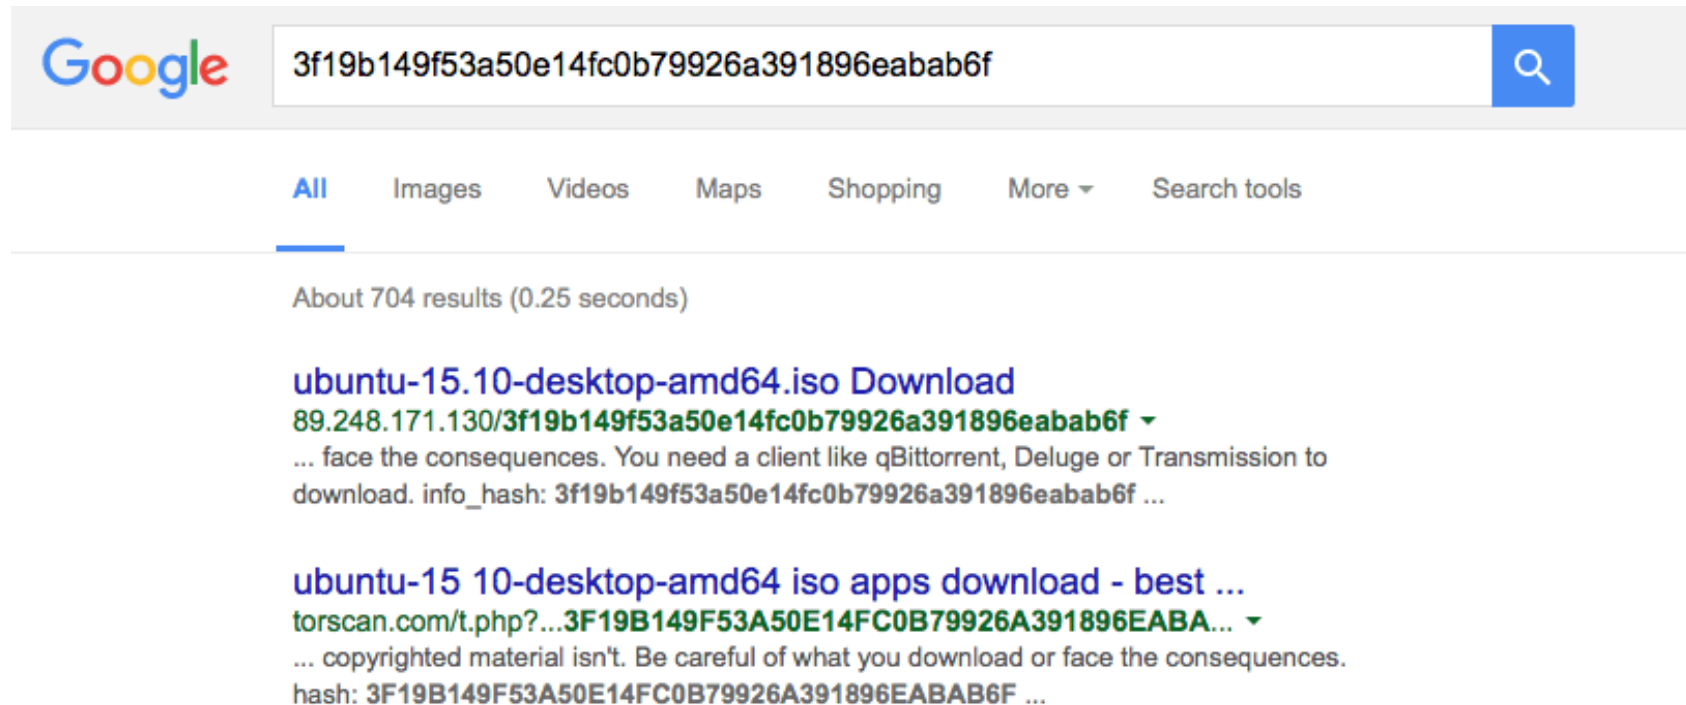 Google
3f19b149f53a50e14fc0b79926a391896eabab6f
All Images Videos Maps Shopping More Search tools
About 704 results (0.25 seconds)
ubuntu-15.10-desktop-amd64.iso Download
89.248.171.130/3f19b149f53a50e14fc0b79926a391896eabab6f
... face the consequences. You need a client like qBittorrent, Deluge or Transmission to
download. info_hash: 3f19b149f53a50e14fc0b79926a391896eabab6f ...
ubuntu-15 10-desktop-amd64 iso apps download - best ...
torscan.com/t.php?...3F19B149F53A50E14FC0B79926A391896EABA...
... copyrighted material isn't. Be careful of what you download or face the consequences.
hash: 3F19B149F53A50E14FC0B79926A391896EABAB6F ...